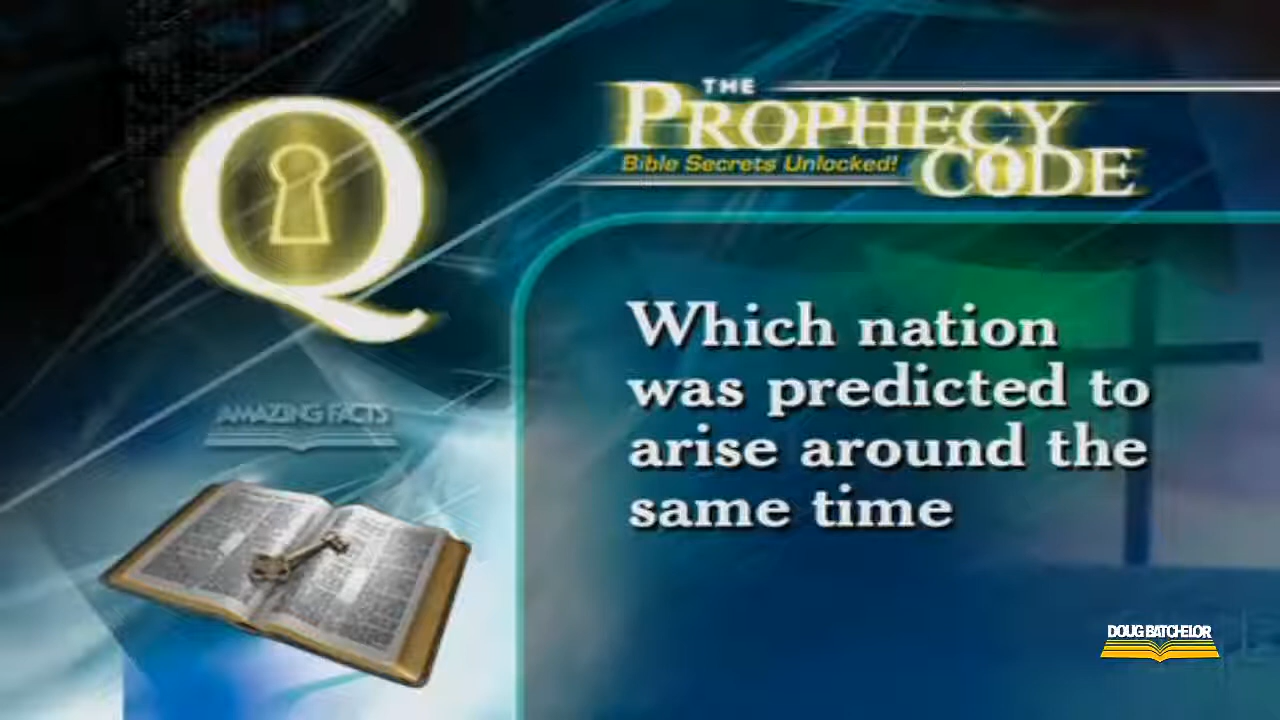 THE
PROPHECY
Bible Secrets Unlocked!
CODE
Q
AMAZING FACTS
Which nation
was predicted to
arise around the
same time
DOUG BATCHELOR